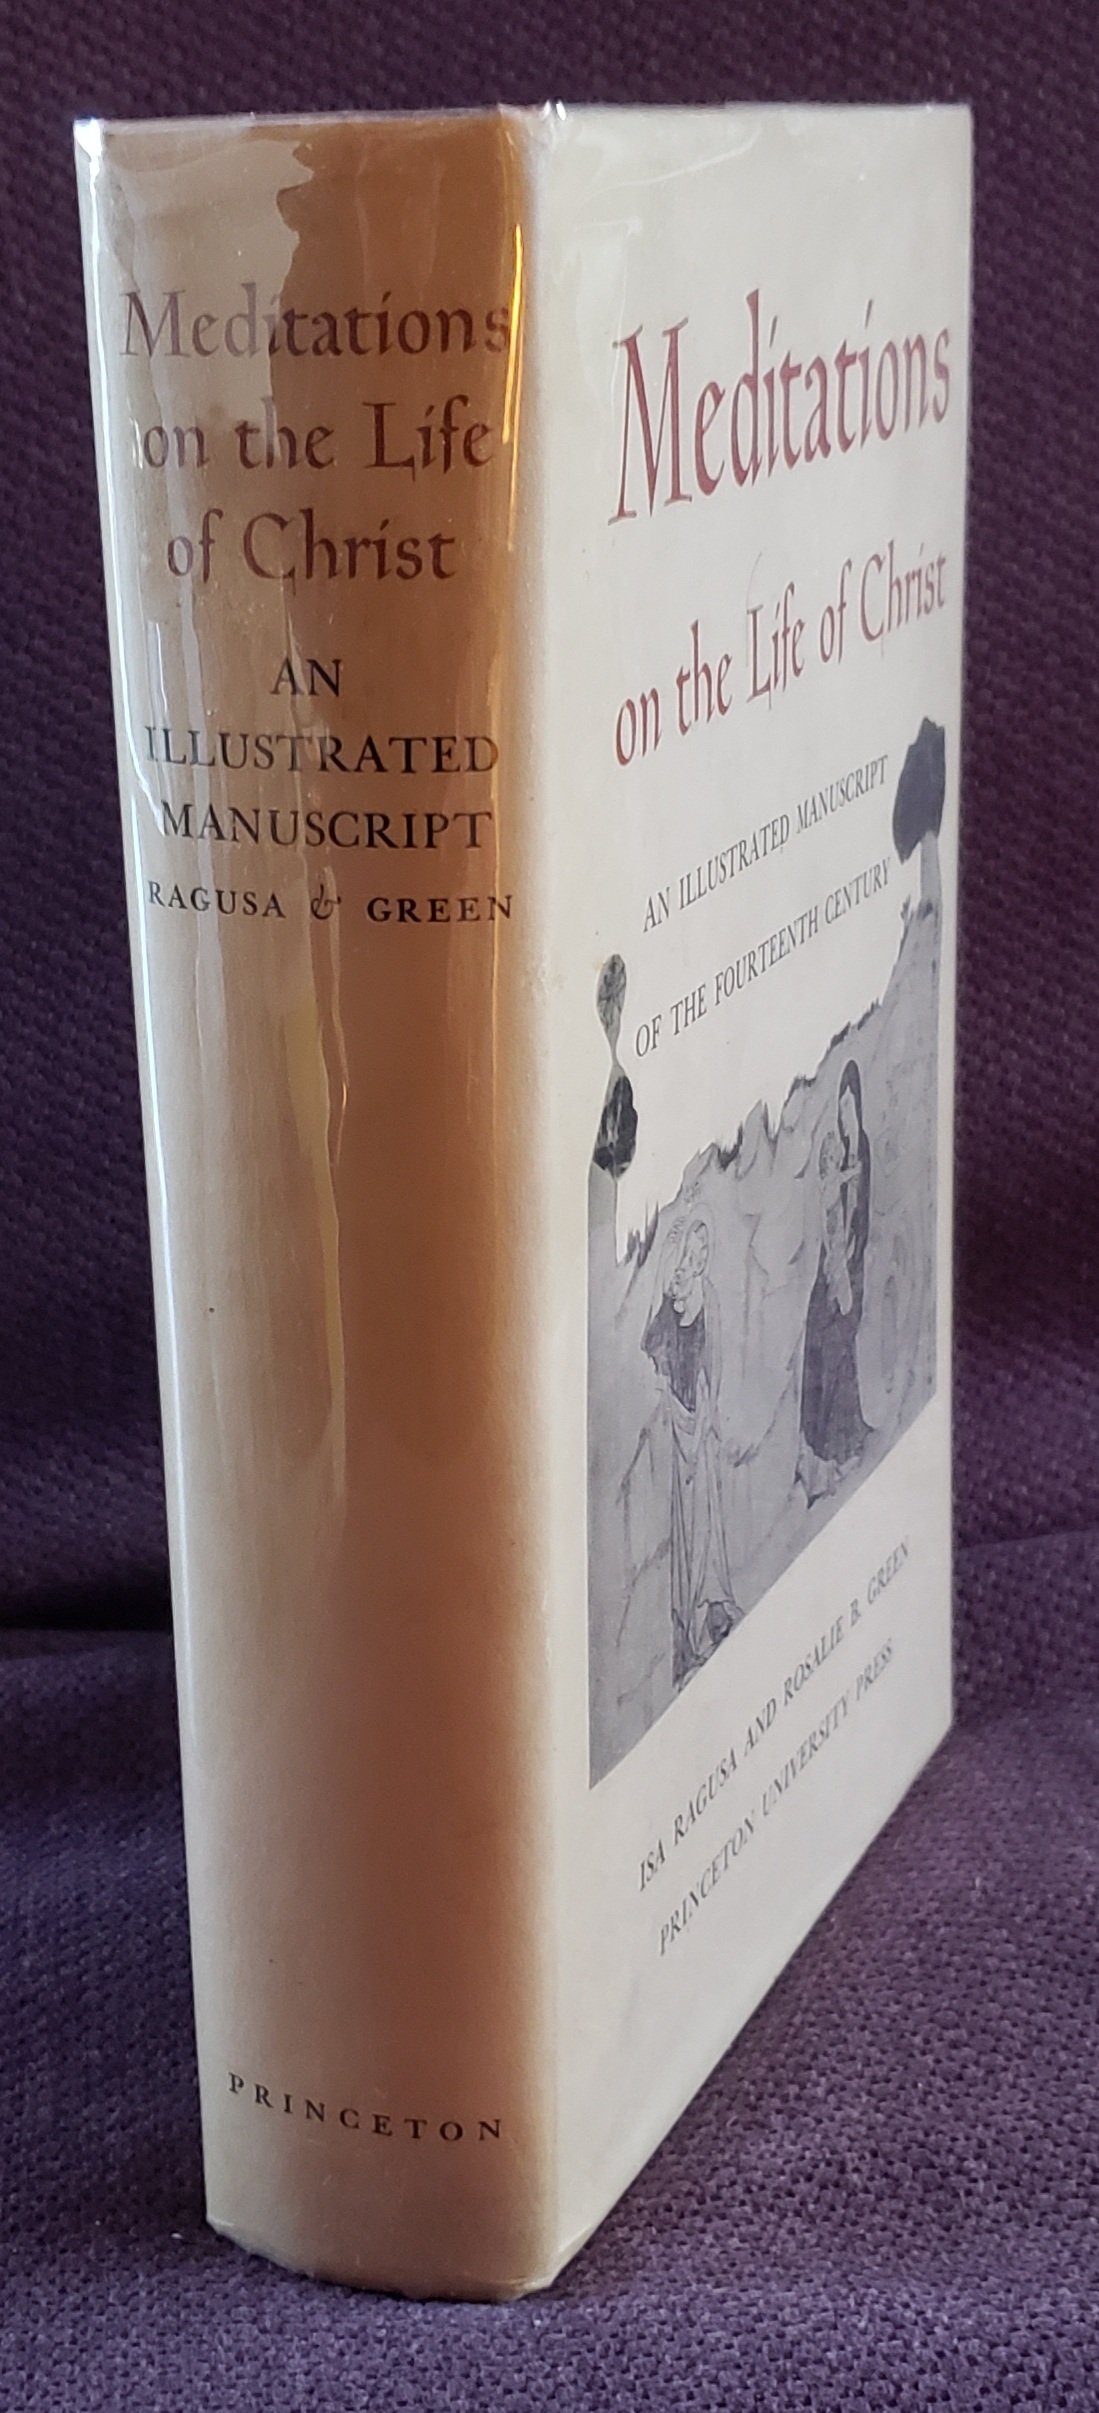 Meditations
on the Life
of Christ
AN
ILLUSTRATED
MANUSCRIPT
RAGUSA & GREEN
PRINCETON
Meditations
on the Life of Christ
AN ILLUSTRATED MANUSCRIPT
OF THE FOURTEENTH CENTURY
ISA RAGUSA AND ROSALIE B. GREEN
PRINCETON UNIVERSITY PRESS